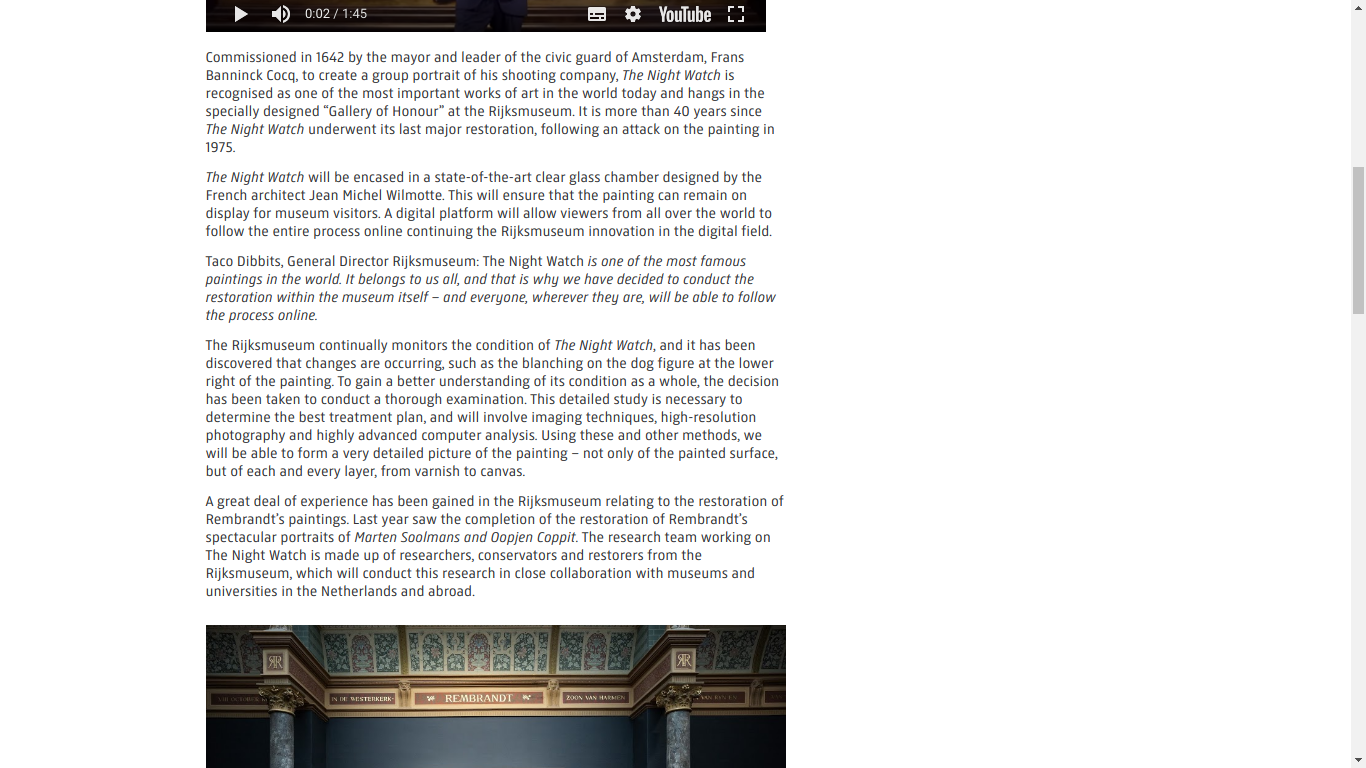 0:02 / 1:45 YouTube
Commissioned in 1642 by the mayor and leader of the civic guard of Amsterdam, Frans
Banninck Cocq, to create a group portrait of his shooting company, The Night Watch is
recognised as one of the most important works of art in the world today and hangs in the
specially designed “Gallery of Honour” at the Rijksmuseum. It is more than 40 years since
The Night Watch underwent its last major restoration, following an attack on the painting in
1975.
The Night Watch will be encased in a state-of-the-art clear glass chamber designed by the
French architect Jean Michel Wilmotte. This will ensure that the painting can remain on
display for museum visitors. A digital platform will allow viewers from all over the world to
follow the entire process online continuing the Rijksmuseum innovation in the digital field.
Taco Dibbits, General Director Rijksmuseum: The Night Watch is one of the most famous
paintings in the world. It belongs to us all, and that is why we have decided to conduct the
restoration within the museum itself – and everyone, wherever they are, will be able to follow
the process online.
The Rijksmuseum continually monitors the condition of The Night Watch, and it has been
discovered that changes are occurring, such as the blanching on the dog figure at the lower
right of the painting. To gain a better understanding of its condition as a whole, the decision
has been taken to conduct a thorough examination. This detailed study is necessary to
determine the best treatment plan, and will involve imaging techniques, high-resolution
photography and highly advanced computer analysis. Using these and other methods, we
will be able to form a very detailed picture of the painting – not only of the painted surface,
but of each and every layer, from varnish to canvas.
A great deal of experience has been gained in the Rijksmuseum relating to the restoration of
Rembrandt’s paintings. Last year saw the completion of the restoration of Rembrandt’s
spectacular portraits of Marten Soolmans and Oopjen Coppit. The research team working on
The Night Watch is made up of researchers, conservators and restorers from the
Rijksmuseum, which will conduct this research in close collaboration with museums and
universities in the Netherlands and abroad.
IN DE WESTERKERK REMBRANDT ZOON VAN HARMEN